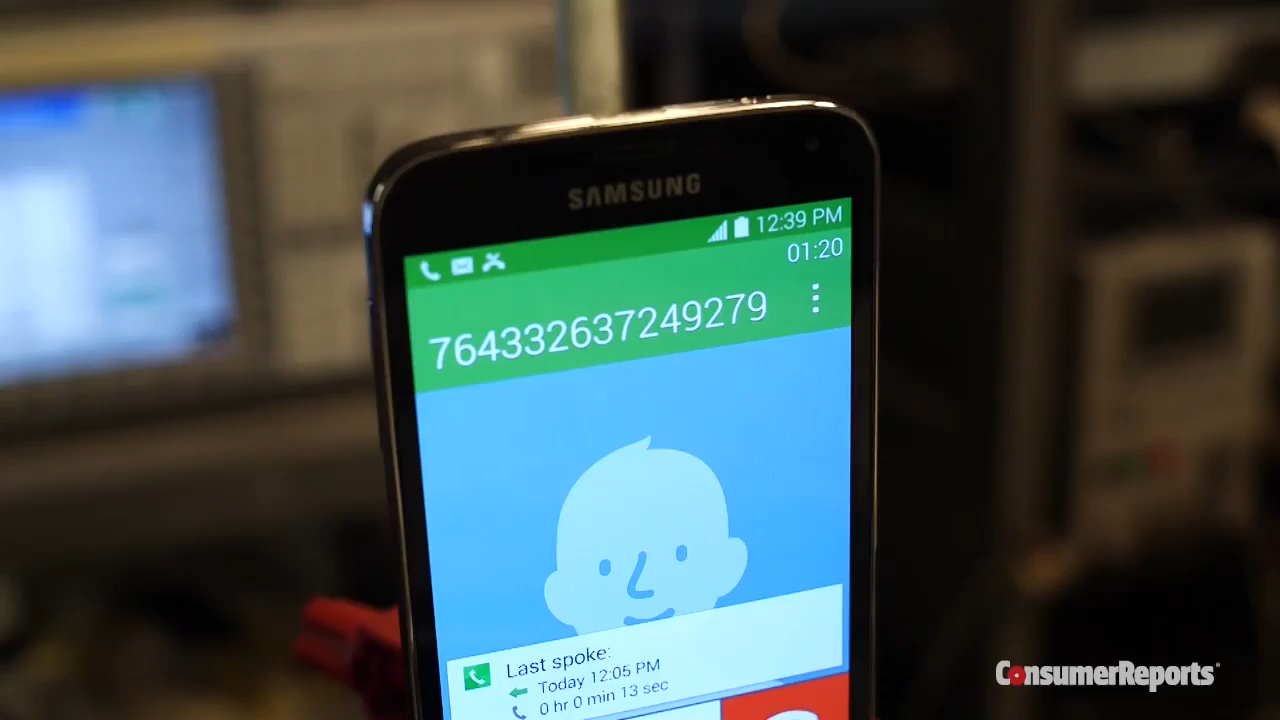 SAMSUNG
12:39 PM
01:20
764332637249279
Last spoke:
Today 12:05 PM
0 hr 0 min 13 sec
ConsumerReports